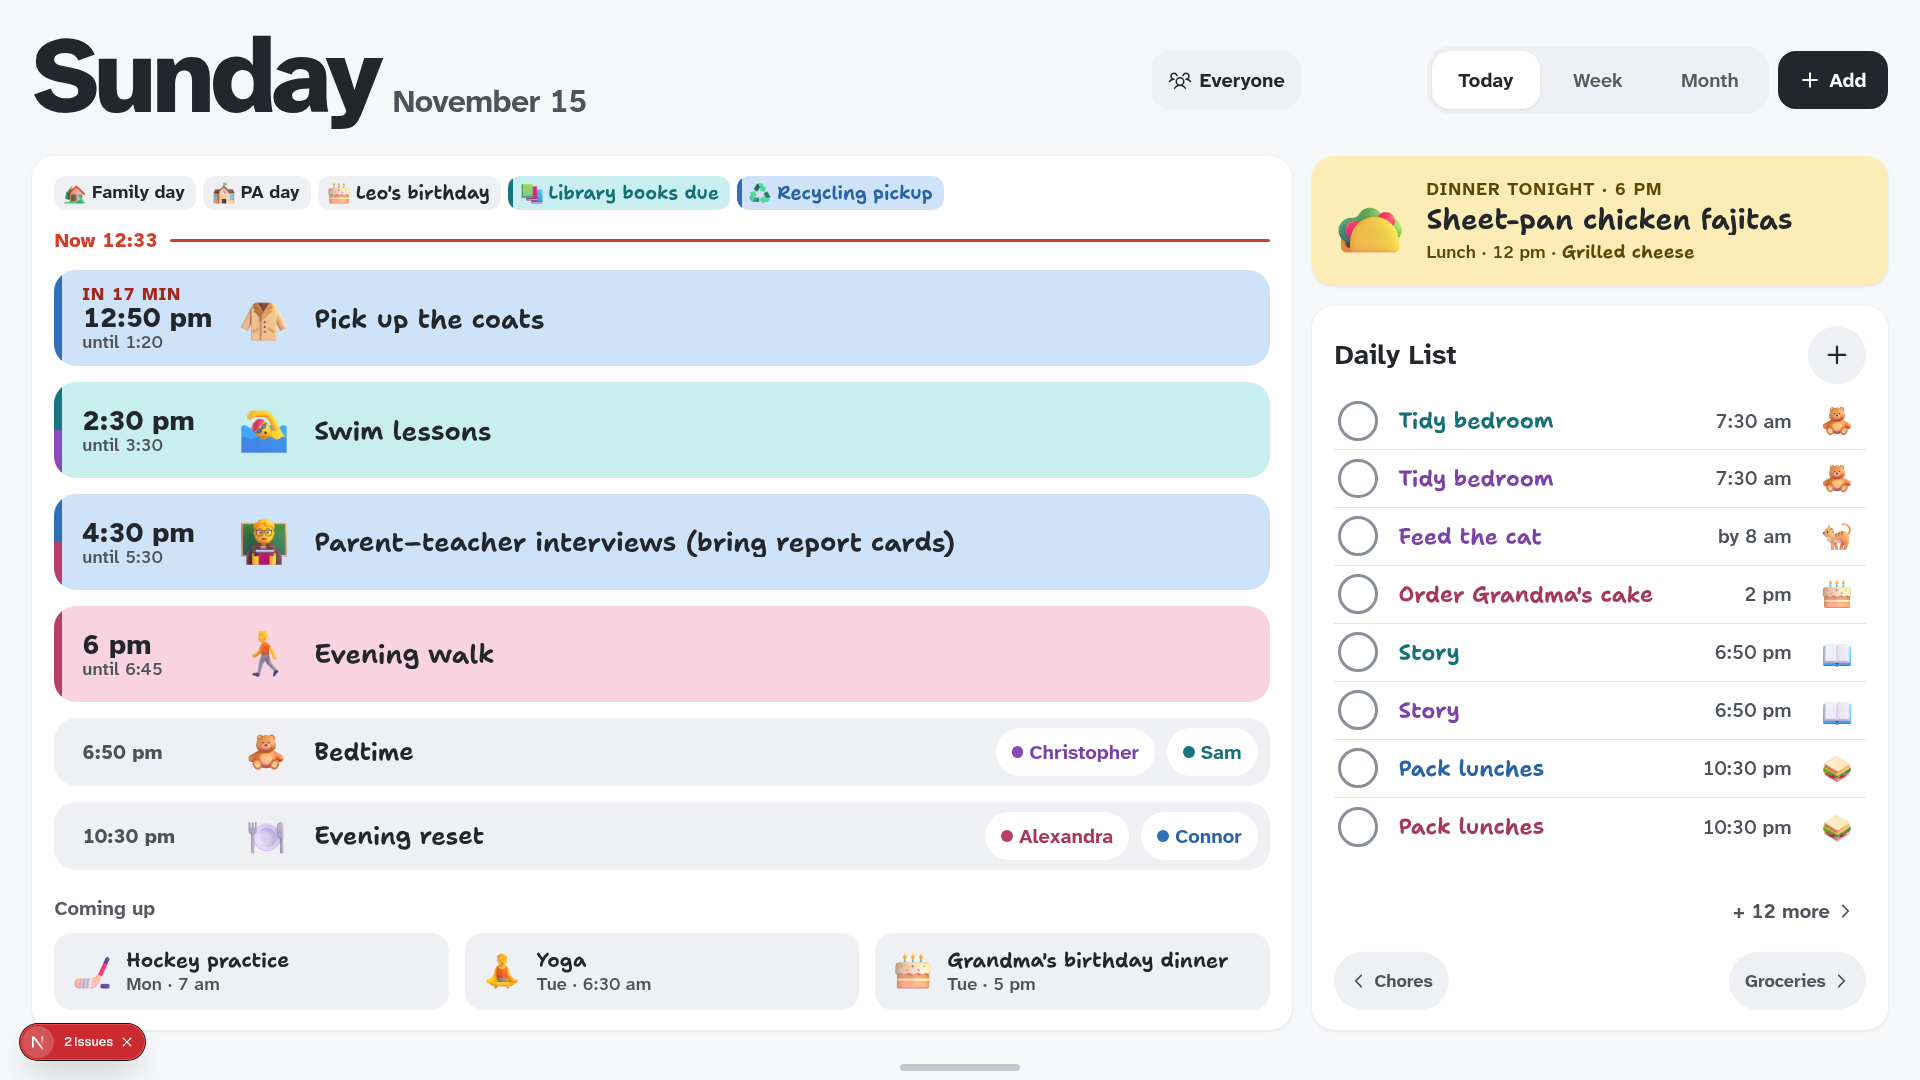 Sunday November 15
Everyone
Today Week Month + Add
Family day PA day Leo's birthday Library books due Recycling pickup
Now 12:33
IN 17 MIN
12:50 pm
until 1:20
Pick up the coats
2:30 pm
until 3:30
Swim lessons
4:30 pm
until 5:30
Parent–teacher interviews (bring report cards)
6 pm
until 6:45
Evening walk
6:50 pm Bedtime Christopher Sam
10:30 pm Evening reset Alexandra Connor
Coming up
Hockey practice
Mon · 7 am
Yoga
Tue · 6:30 am
Grandma's birthday dinner
Tue · 5 pm
DINNER TONIGHT · 6 PM
Sheet-pan chicken fajitas
Lunch · 12 pm · Grilled cheese
Daily List
Tidy bedroom 7:30 am
Tidy bedroom 7:30 am
Feed the cat by 8 am
Order Grandma's cake 2 pm
Story 6:50 pm
Story 6:50 pm
Pack lunches 10:30 pm
Pack lunches 10:30 pm
+ 12 more
Chores Groceries
N 2 Issues